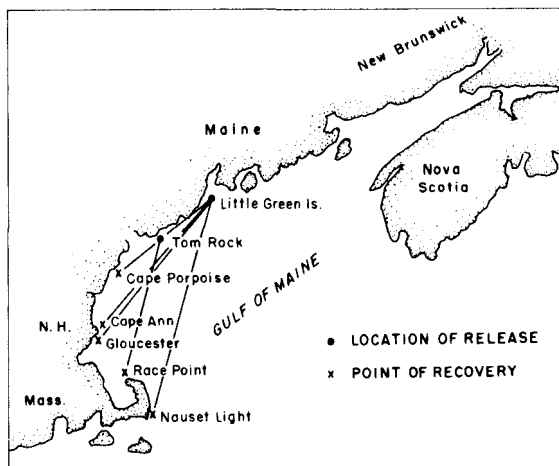 New Brunswick
Maine
Nova
Scotia
Little Green Is.
Tom Rock
Cape Porpoise
GULF OF MAINE
N. H.
Cape Ann
Gloucester
LOCATION OF RELEASE
Race Point
POINT OF RECOVERY
Mass.
Nauset Light